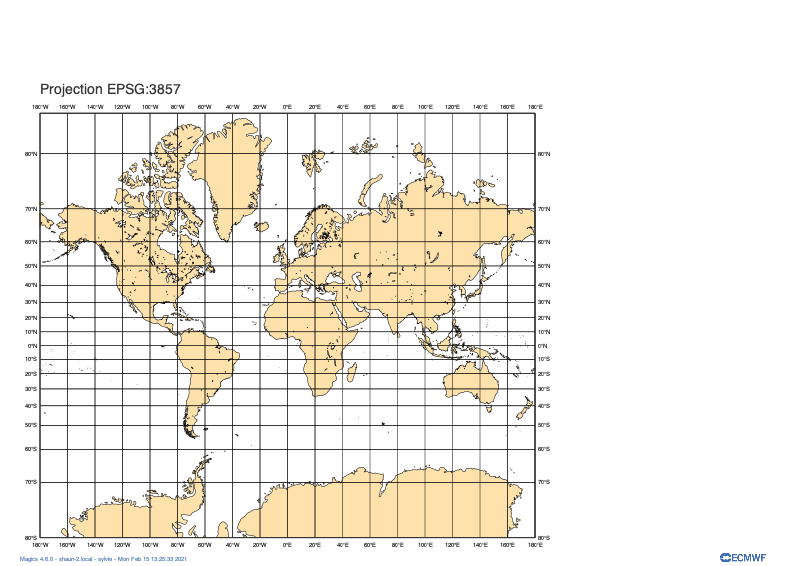 Projection EPSG:3857
180°W 160°W 140°W 120°W 100°W 80°W 60°W 40°W 20°W 0°E 20°E 40°E 60°E 80°E 100°E 120°E 140°E 160°E 180°E
80°N 80°N
70°N 70°N
60°N 60°N
50°N 50°N
40°N 40°N
30°N 30°N
20°N 20°N
10°N 10°N
0°N 0°N
10°S 10°S
20°S 20°S
30°S 30°S
40°S 40°S
50°S 50°S
60°S 60°S
70°S 70°S
80°S 80°S
180°W 160°W 140°W 120°W 100°W 80°W 60°W 40°W 20°W 0°E 20°E 40°E 60°E 80°E 100°E 120°E 140°E 160°E 180°E
Magics 4.6.0 - shaun-2.local - sylvie - Mon Feb 15 13:25:33 2021
ECMWF